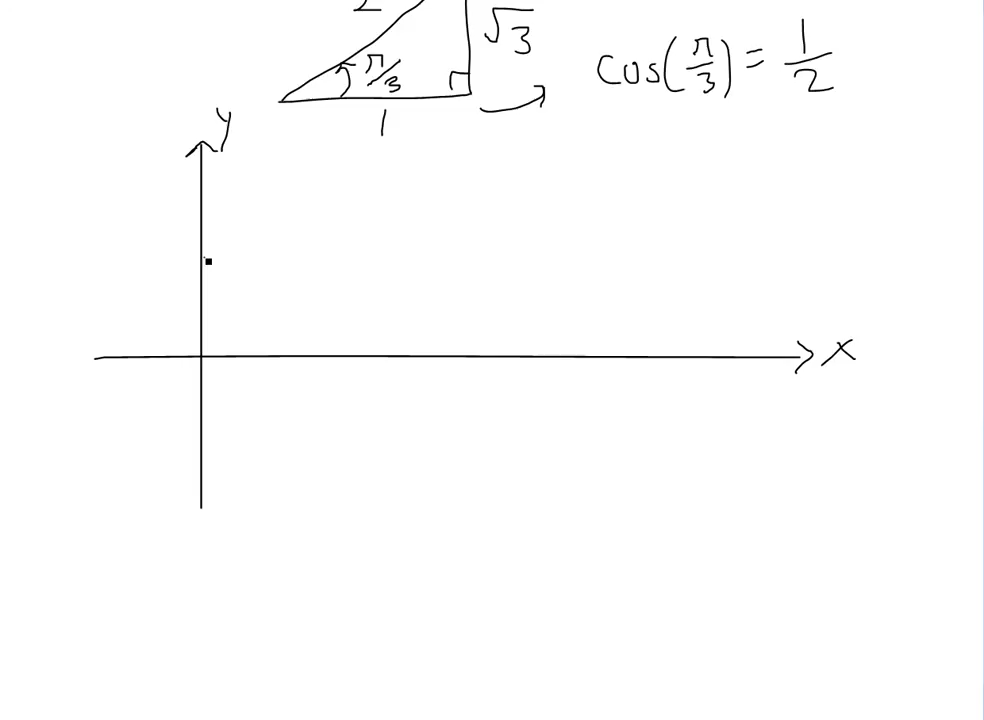 2
√3
π/3
1
cos(π/3) = 1/2
y
x